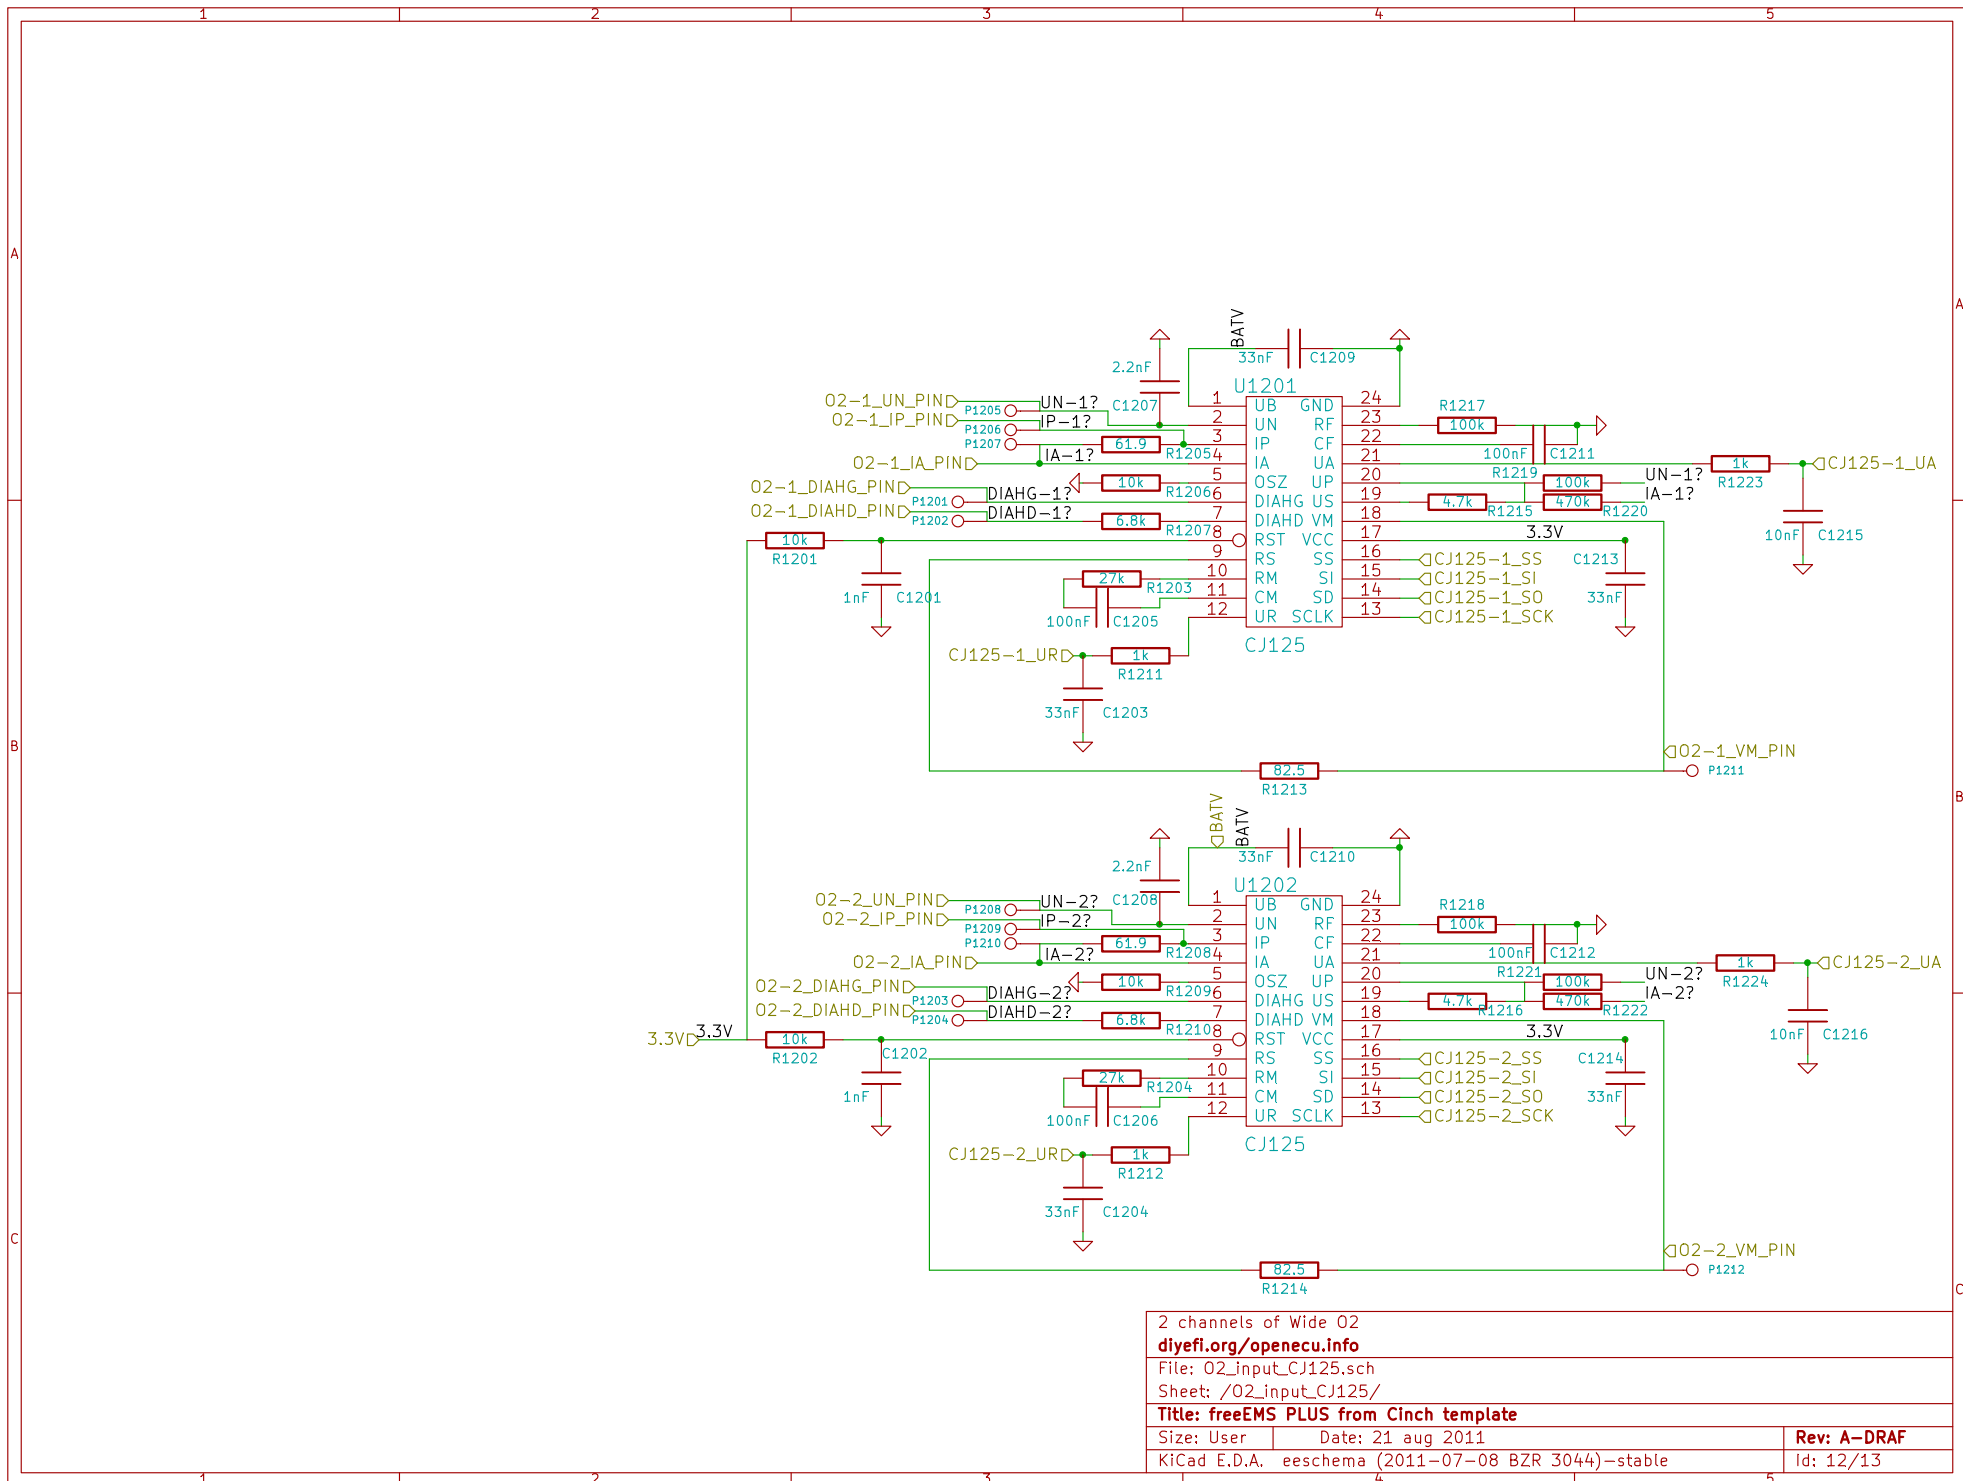 1 2 3 4 5
A
A
B
B
C
C
BATV
33nF C1209
2.2nF
C1207
U1201
O2-1_UN_PIN
P1205 UN-1?
O2-1_IP_PIN
P1206 IP-1?
P1207
61.9 R1205
IA-1?
O2-1_IA_PIN
10k R1206
O2-1_DIAHG_PIN
P1201 DIAHG-1?
O2-1_DIAHD_PIN
P1202 DIAHD-1?
6.8k R1207
10k
R1201
1nF C1201
27k R1203
100nF C1205
CJ125-1_UR
1k
R1211
33nF C1203
1 UB GND 24
2 UN RF 23
3 IP CF 22
4 IA UA 21
5 OSZ UP 20
6 DIAHG US 19
7 DIAHD VM 18
8 RST VCC 17
9 RS SS 16
10 RM SI 15
11 CM SD 14
12 UR SCLK 13
CJ125
R1217
100k
100nF C1211
R1219
100k UN-1?
IA-1?
4.7k R1215
470k R1220
1k
R1223
CJ125-1_UA
10nF C1215
3.3V
C1213
33nF
CJ125-1_SS
CJ125-1_SI
CJ125-1_SO
CJ125-1_SCK
O2-1_VM_PIN
P1211
82.5
R1213
BATV
BATV
33nF C1210
2.2nF
C1208
U1202
O2-2_UN_PIN
P1208 UN-2?
O2-2_IP_PIN
P1209 IP-2?
P1210
61.9 R1208
IA-2?
O2-2_IA_PIN
10k R1209
O2-2_DIAHG_PIN
P1203 DIAHG-2?
O2-2_DIAHD_PIN
P1204 DIAHD-2?
6.8k R1210
3.3V 3.3V
10k
R1202
C1202
1nF
27k R1204
100nF C1206
CJ125-2_UR
1k
R1212
33nF C1204
1 UB GND 24
2 UN RF 23
3 IP CF 22
4 IA UA 21
5 OSZ UP 20
6 DIAHG US 19
7 DIAHD VM 18
8 RST VCC 17
9 RS SS 16
10 RM SI 15
11 CM SD 14
12 UR SCLK 13
CJ125
R1218
100k
100nF C1212
R1221
100k UN-2?
IA-2?
4.7k R1216
470k R1222
1k
R1224
CJ125-2_UA
10nF C1216
3.3V
C1214
33nF
CJ125-2_SS
CJ125-2_SI
CJ125-2_SO
CJ125-2_SCK
O2-2_VM_PIN
P1212
82.5
R1214
2 channels of Wide O2
diyefi.org/openecu.info
File: O2_input_CJ125.sch
Sheet: /O2_input_CJ125/
Title: freeEMS PLUS from Cinch template
Size: User Date: 21 aug 2011 Rev: A-DRAF
KiCad E.D.A. eeschema (2011-07-08 BZR 3044)-stable Id: 12/13
1 2 3 4 5